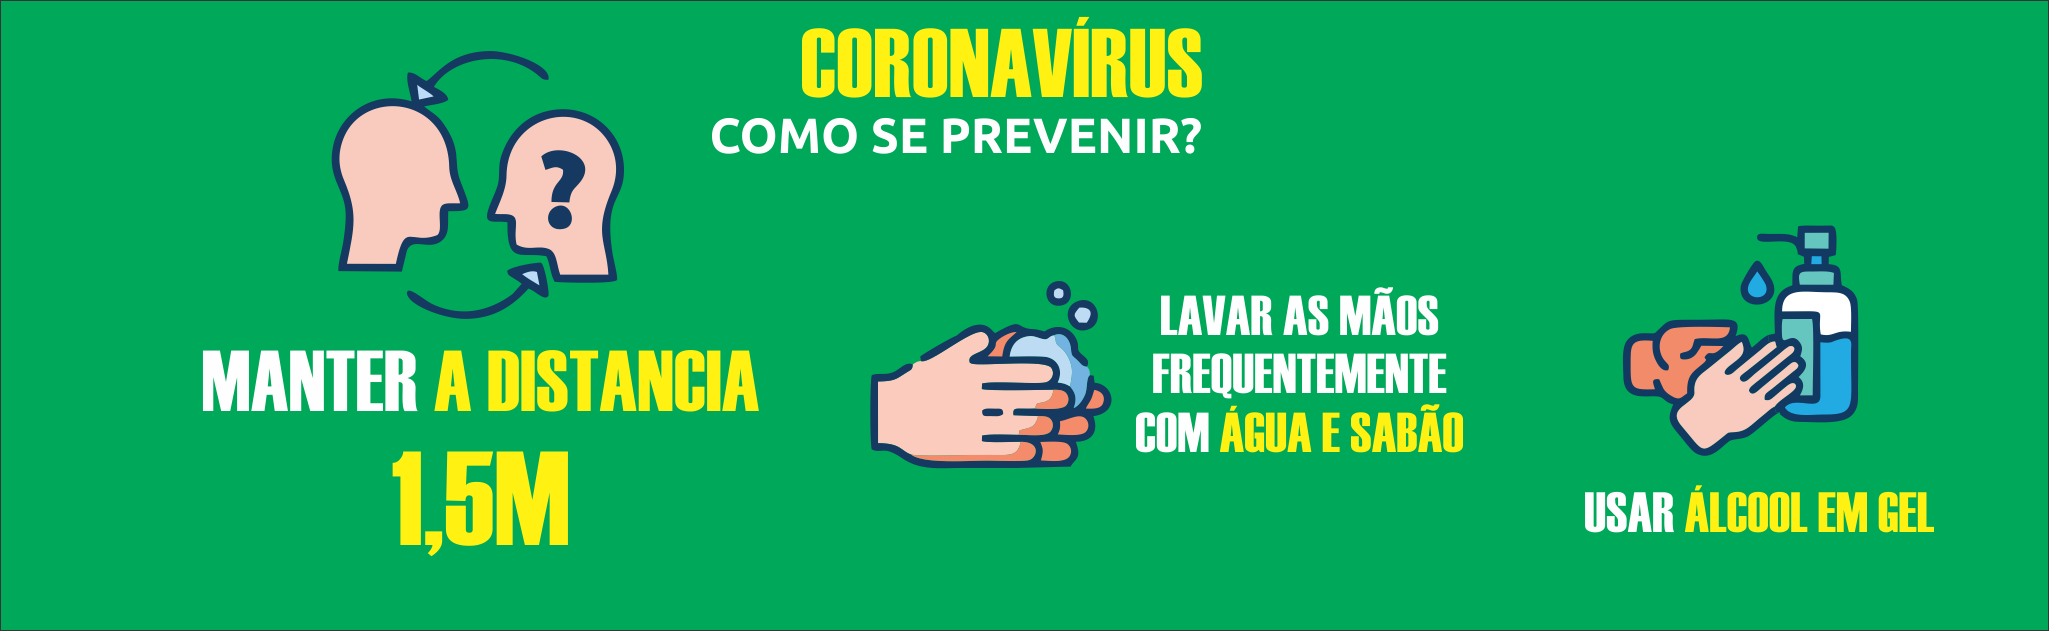 CORONAVÍRUS
COMO SE PREVENIR?
?
MANTER A DISTANCIA
1,5M
LAVAR AS MÃOS
FREQUENTEMENTE
COM ÁGUA E SABÃO
USAR ÁLCOOL EM GEL